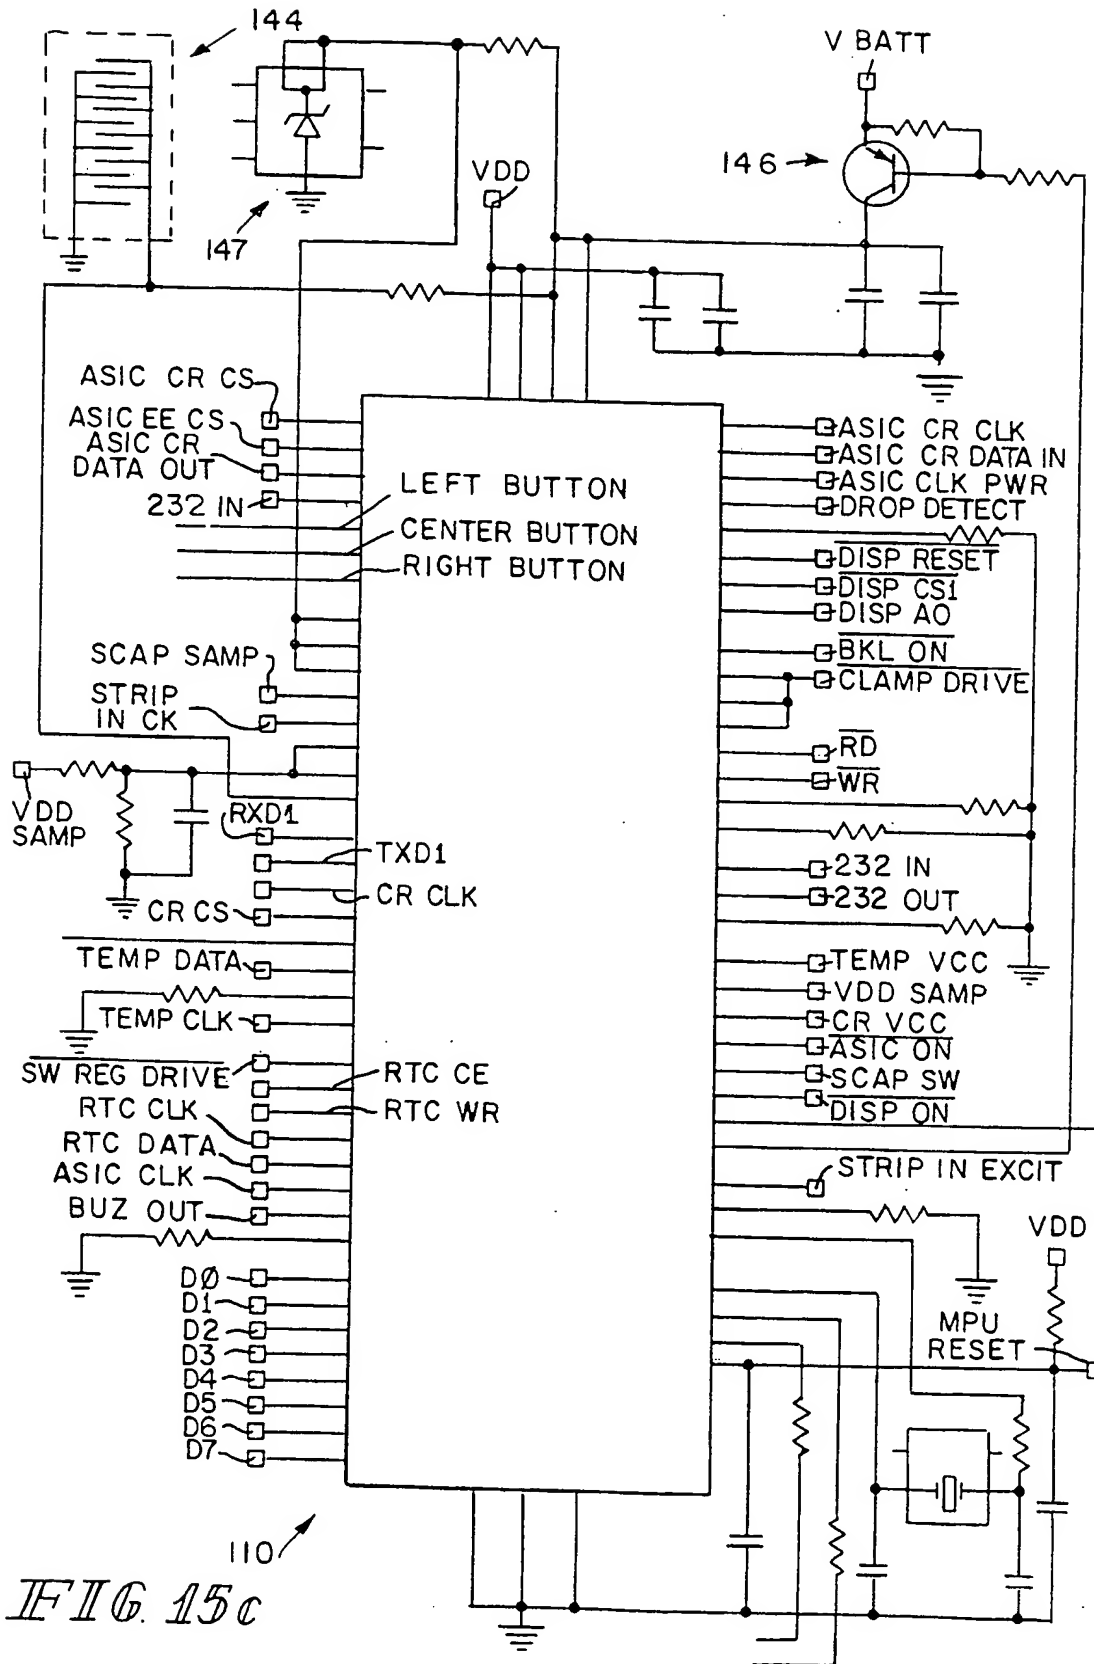 144
V BATT
146
VDD
147
ASIC CR CS
ASIC EE CS
ASIC CR
DATA OUT
232 IN
LEFT BUTTON
CENTER BUTTON
RIGHT BUTTON
SCAP SAMP
STRIP
IN CK
VDD
SAMP
RXD1
TXD1
CR CLK
CR CS
TEMP DATA
TEMP CLK
SW REG DRIVE
RTC CE
RTC WR
RTC CLK
RTC DATA
ASIC CLK
BUZ OUT
DØ
D1
D2
D3
D4
D5
D6
D7
ASIC CR CLK
ASIC CR DATA IN
ASIC CLK PWR
DROP DETECT
DISP RESET
DISP CS1
DISP AO
BKL ON
CLAMP DRIVE
RD
WR
232 IN
232 OUT
TEMP VCC
VDD SAMP
CR VCC
ASIC ON
SCAP SW
DISP ON
STRIP IN EXCIT
VDD
MPU
RESET
110
FIG. 15c